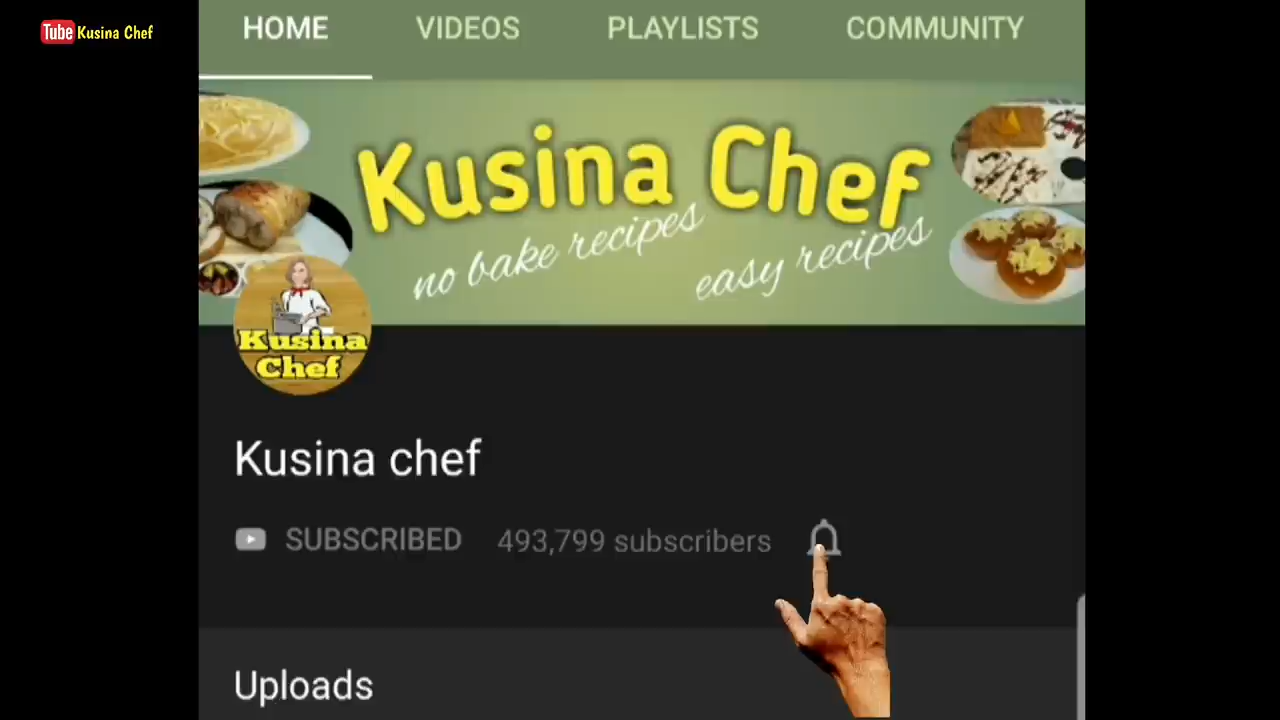 Tube Kusina Chef
HOME VIDEOS PLAYLISTS COMMUNITY
Kusina Chef
no bake recipes
easy recipes
Kusina
Chef
Kusina chef
SUBSCRIBED 493,799 subscribers
Uploads